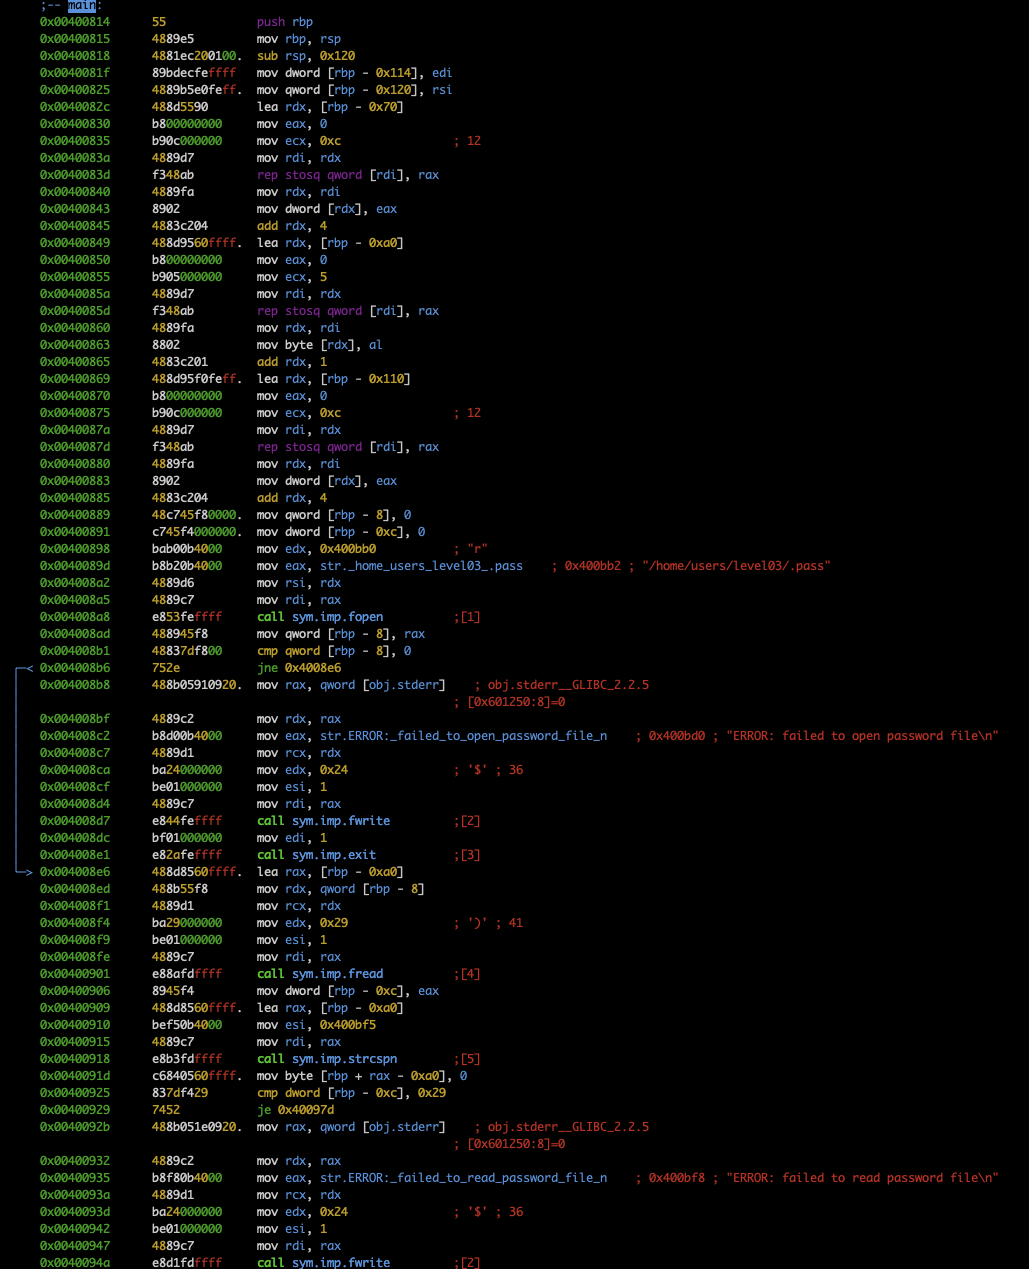 ;-- main:
0x00400814 55 push rbp
0x00400815 4889e5 mov rbp, rsp
0x00400818 4881ec200100. sub rsp, 0x120
0x0040081f 89bdecfeffff mov dword [rbp - 0x114], edi
0x00400825 4889b5e0feff. mov qword [rbp - 0x120], rsi
0x0040082c 488d5590 lea rdx, [rbp - 0x70]
0x00400830 b800000000 mov eax, 0
0x00400835 b90c000000 mov ecx, 0xc ; 12
0x0040083a 4889d7 mov rdi, rdx
0x0040083d f348ab rep stosq qword [rdi], rax
0x00400840 4889fa mov rdx, rdi
0x00400843 8902 mov dword [rdx], eax
0x00400845 4883c204 add rdx, 4
0x00400849 488d9560ffff. lea rdx, [rbp - 0xa0]
0x00400850 b800000000 mov eax, 0
0x00400855 b905000000 mov ecx, 5
0x0040085a 4889d7 mov rdi, rdx
0x0040085d f348ab rep stosq qword [rdi], rax
0x00400860 4889fa mov rdx, rdi
0x00400863 8802 mov byte [rdx], al
0x00400865 4883c201 add rdx, 1
0x00400869 488d95f0feff. lea rdx, [rbp - 0x110]
0x00400870 b800000000 mov eax, 0
0x00400875 b90c000000 mov ecx, 0xc ; 12
0x0040087a 4889d7 mov rdi, rdx
0x0040087d f348ab rep stosq qword [rdi], rax
0x00400880 4889fa mov rdx, rdi
0x00400883 8902 mov dword [rdx], eax
0x00400885 4883c204 add rdx, 4
0x00400889 48c745f80000. mov qword [rbp - 8], 0
0x00400891 c745f4000000. mov dword [rbp - 0xc], 0
0x00400898 bab00b4000 mov edx, 0x400bb0 ; "r"
0x0040089d b8b20b4000 mov eax, str._home_users_level03_.pass ; 0x400bb2 ; "/home/users/level03/.pass"
0x004008a2 4889d6 mov rsi, rdx
0x004008a5 4889c7 mov rdi, rax
0x004008a8 e853feffff call sym.imp.fopen ;[1]
0x004008ad 488945f8 mov qword [rbp - 8], rax
0x004008b1 48837df800 cmp qword [rbp - 8], 0
0x004008b6 752e jne 0x4008e6
0x004008b8 488b05910920. mov rax, qword [obj.stderr] ; obj.stderr__GLIBC_2.2.5
; [0x601250:8]=0
0x004008bf 4889c2 mov rdx, rax
0x004008c2 b8d00b4000 mov eax, str.ERROR:_failed_to_open_password_file_n ; 0x400bd0 ; "ERROR: failed to open password file\n"
0x004008c7 4889d1 mov rcx, rdx
0x004008ca ba24000000 mov edx, 0x24 ; '$' ; 36
0x004008cf be01000000 mov esi, 1
0x004008d4 4889c7 mov rdi, rax
0x004008d7 e844feffff call sym.imp.fwrite ;[2]
0x004008dc bf01000000 mov edi, 1
0x004008e1 e82afeffff call sym.imp.exit ;[3]
0x004008e6 488d8560ffff. lea rax, [rbp - 0xa0]
0x004008ed 488b55f8 mov rdx, qword [rbp - 8]
0x004008f1 4889d1 mov rcx, rdx
0x004008f4 ba29000000 mov edx, 0x29 ; ')' ; 41
0x004008f9 be01000000 mov esi, 1
0x004008fe 4889c7 mov rdi, rax
0x00400901 e88afdffff call sym.imp.fread ;[4]
0x00400906 8945f4 mov dword [rbp - 0xc], eax
0x00400909 488d8560ffff. lea rax, [rbp - 0xa0]
0x00400910 bef50b4000 mov esi, 0x400bf5
0x00400915 4889c7 mov rdi, rax
0x00400918 e8b3fdffff call sym.imp.strcspn ;[5]
0x0040091d c6840560ffff. mov byte [rbp + rax - 0xa0], 0
0x00400925 837df429 cmp dword [rbp - 0xc], 0x29
0x00400929 7452 je 0x40097d
0x0040092b 488b051e0920. mov rax, qword [obj.stderr] ; obj.stderr__GLIBC_2.2.5
; [0x601250:8]=0
0x00400932 4889c2 mov rdx, rax
0x00400935 b8f80b4000 mov eax, str.ERROR:_failed_to_read_password_file_n ; 0x400bf8 ; "ERROR: failed to read password file\n"
0x0040093a 4889d1 mov rcx, rdx
0x0040093d ba24000000 mov edx, 0x24 ; '$' ; 36
0x00400942 be01000000 mov esi, 1
0x00400947 4889c7 mov rdi, rax
0x0040094a e8d1fdffff call sym.imp.fwrite ;[2]